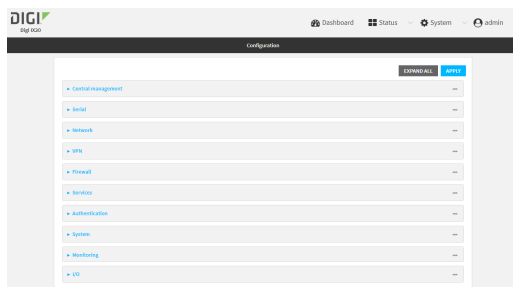 DIGI
Digi IX20
Dashboard
Status
System
admin
Configuration
EXPAND ALL
APPLY
Central management
Serial
Network
VPN
Firewall
Services
Authentication
System
Monitoring
I/O